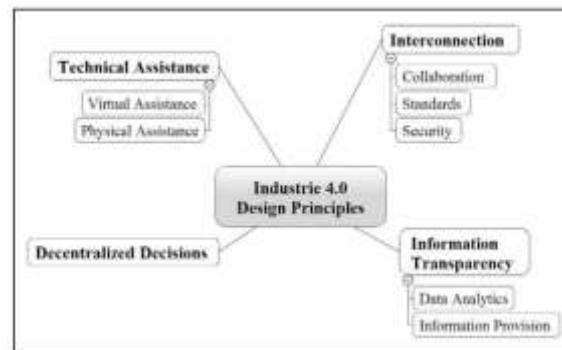 Technical Assistance
Virtual Assistance
Physical Assistance
Interconnection
Collaboration
Standards
Security
Industrie 4.0
Design Principles
Decentralized Decisions
Information
Transparency
Data Analytics
Information Provision